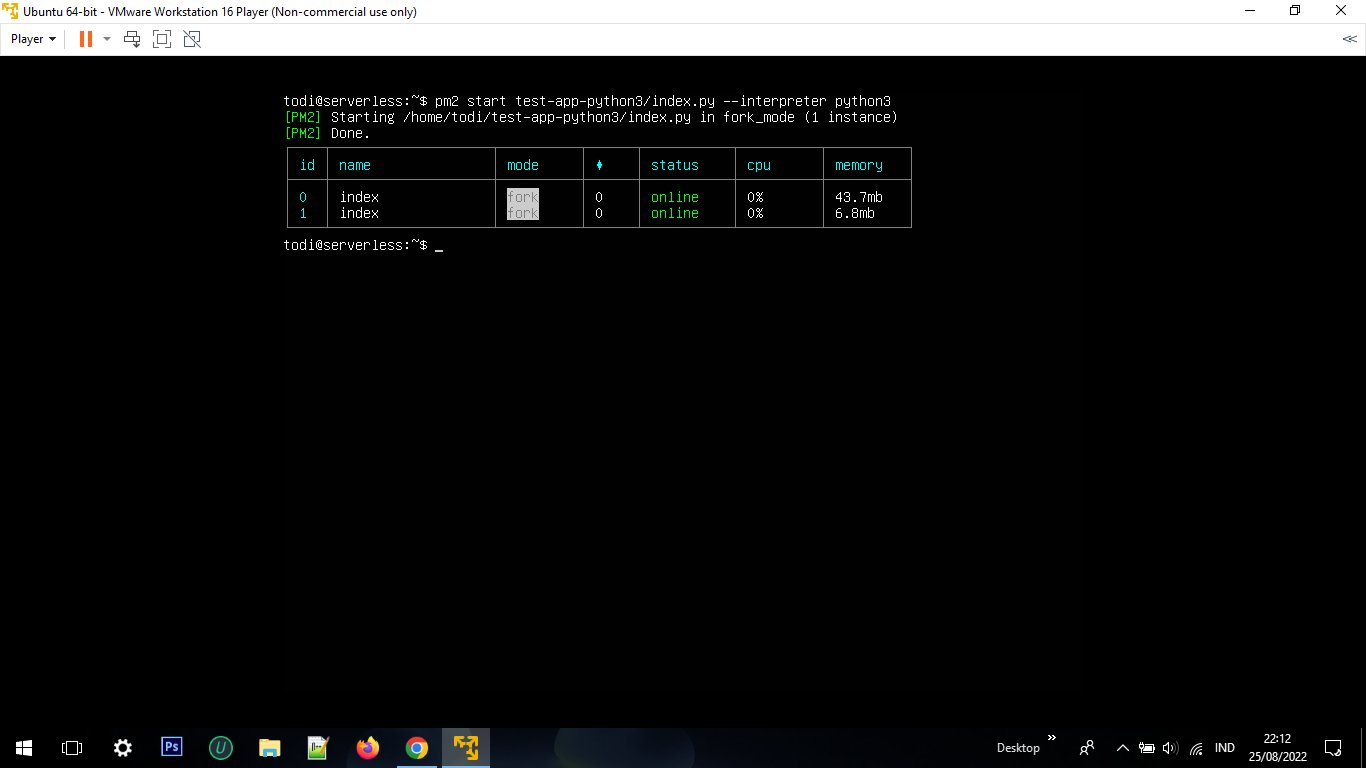 Ubuntu 64-bit - VMware Workstation 16 Player (Non-commercial use only)
Player
todi@serverless:~$ pm2 start test-app-python3/index.py --interpreter python3
[PM2] Starting /home/todi/test-app-python3/index.py in fork_mode (1 instance)
[PM2] Done.
id name mode ♦ status cpu memory
0 index fork 0 online 0% 43.7mb
1 index fork 0 online 0% 6.8mb
todi@serverless:~$ _
Ps
Desktop
IND
22:12
25/08/2022